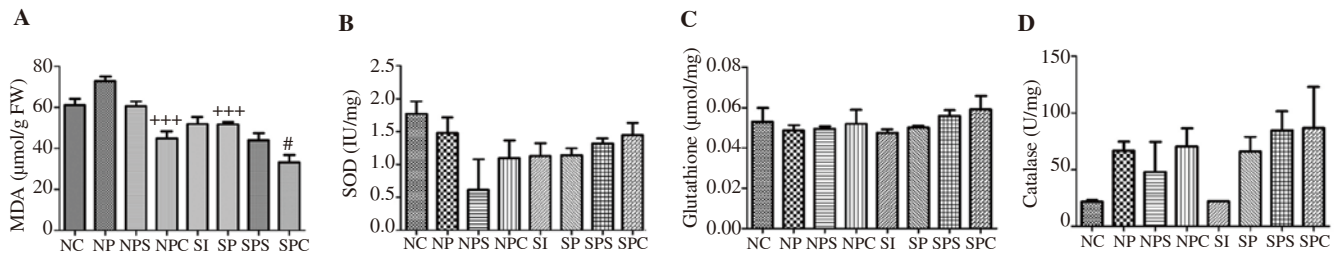 A
MDA (μmol/g FW)
80
60
40
20
0
+++
+++
#
NC NP NPS NPC SI SP SPS SPC
B
SOD (IU/mg)
2.5
2.0
1.5
1.0
0.5
0.0
NC NP NPS NPC SI SP SPS SPC
C
Glutathione (μmol/mg)
0.08
0.06
0.04
0.02
0.00
NC NP NPS NPC SI SP SPS SPC
D
Catalase (U/mg)
150
100
50
0
NC NP NPS NPC SI SP SPS SPC